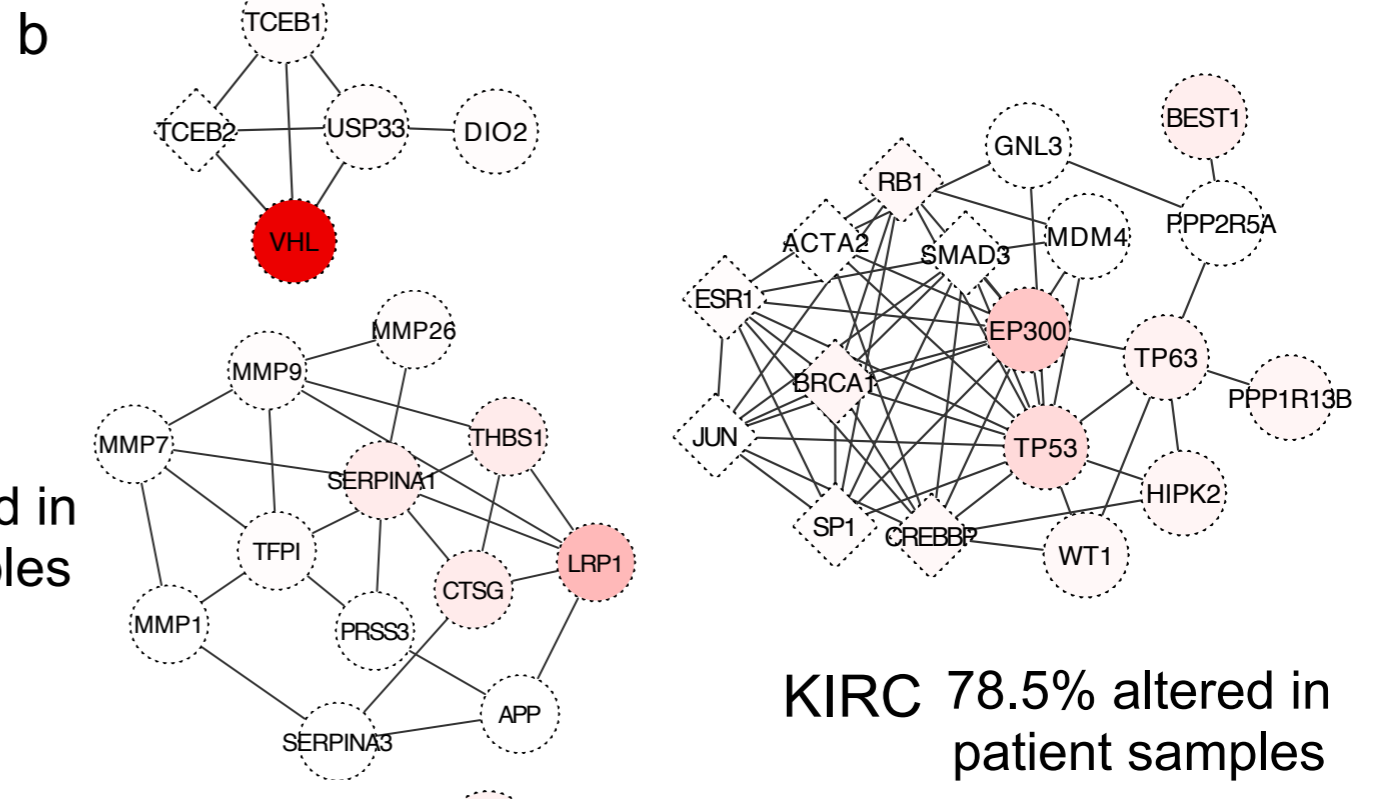 b
TCEB1
TCEB2
USP33
DIO2
VHL
MMP26
MMP9
MMP7
THBS1
SERPINA1
TFPI
LRP1
CTSG
MMP1
PRSS3
APP
SERPINA3
BEST1
GNL3
RB1
PPP2R5A
ACTA2
MDM4
SMAD3
ESR1
EP300
TP63
BRCA1
PPP1R13B
JUN
TP53
HIPK2
SP1
CREBBP
WT1
d in
les
KIRC 78.5% altered in
patient samples